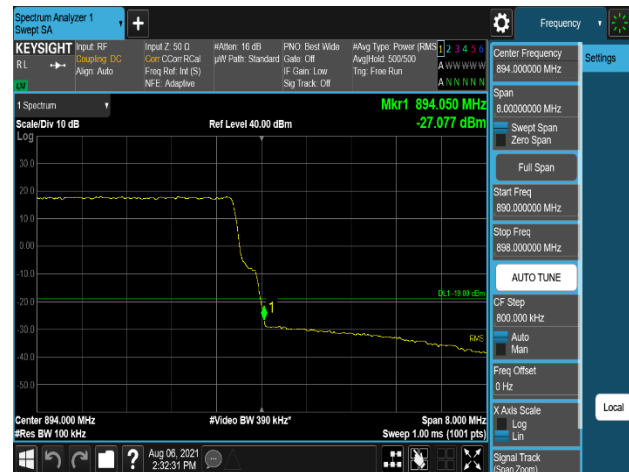 Spectrum Analyzer 1
Swept SA
Frequency
KEYSIGHT
RL
LXI
Input: RF
Coupling: DC
Align: Auto
Input Z: 50 Ω
Corr CCorr RCal
Freq Ref: Int (S)
NFE: Adaptive
#Atten: 16 dB
µW Path: Standard
PNO: Best Wide
Gate: Off
IF Gain: Low
Sig Track: Off
#Avg Type: Power (RMS
Avg|Hold: 500/500
Trig: Free Run
1 2 3 4 5 6
A W W W W W
A N N N N N
Center Frequency
894.000000 MHz
Settings
1 Spectrum
Mkr1 894.050 MHz
Scale/Div 10 dB
Ref Level 40.00 dBm
-27.077 dBm
Log
30.0
20.0
10.0
0.00
-10.0
-20.0
-30.0
-40.0
-50.0
DL1 -19.00 dBm
1
RMS
Span
8.00000000 MHz
Swept Span
Zero Span
Full Span
Start Freq
890.000000 MHz
Stop Freq
898.000000 MHz
AUTO TUNE
CF Step
800.000 kHz
Auto
Man
Freq Offset
0 Hz
X Axis Scale
Log
Lin
Local
Signal Track
(Span Zoom)
Center 894.000 MHz
#Video BW 390 kHz*
Span 8.000 MHz
#Res BW 100 kHz
Sweep 1.00 ms (1001 pts)
?
Aug 06, 2021
2:32:31 PM